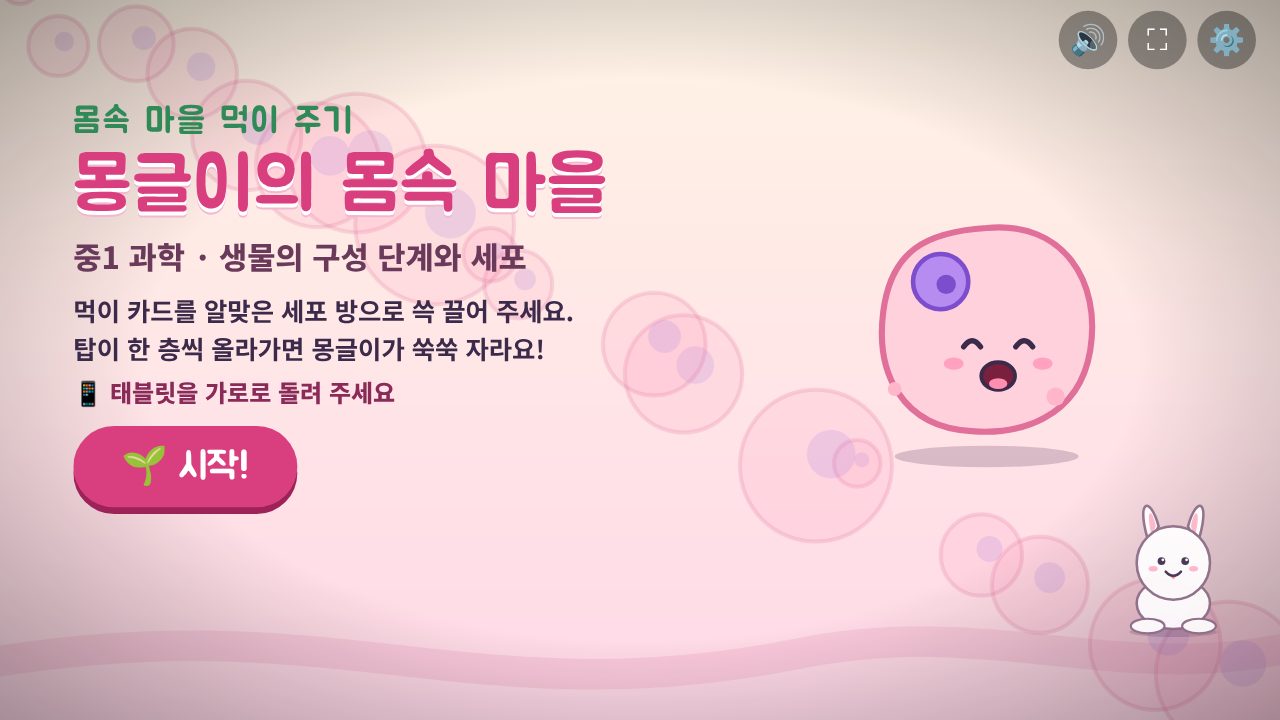 몸속 마을 먹이 주기
몽글이의 몸속 마을
중1 과학 · 생물의 구성 단계와 세포
먹이 카드를 알맞은 세포 방으로 쏙 끌어 주세요.
탑이 한 층씩 올라가면 몽글이가 쑥쑥 자라요!
태블릿을 가로로 돌려 주세요
시작!